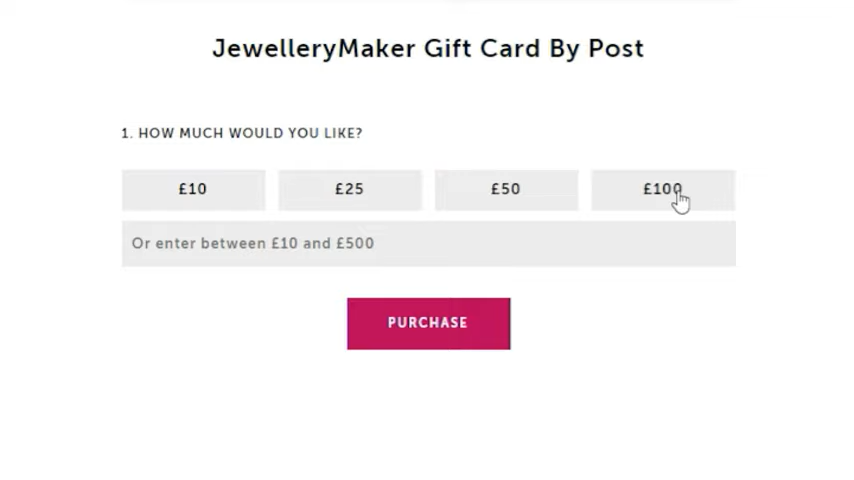 JewelleryMaker Gift Card By Post
1. HOW MUCH WOULD YOU LIKE?
£10 £25 £50 £100
Or enter between £10 and £500
PURCHASE